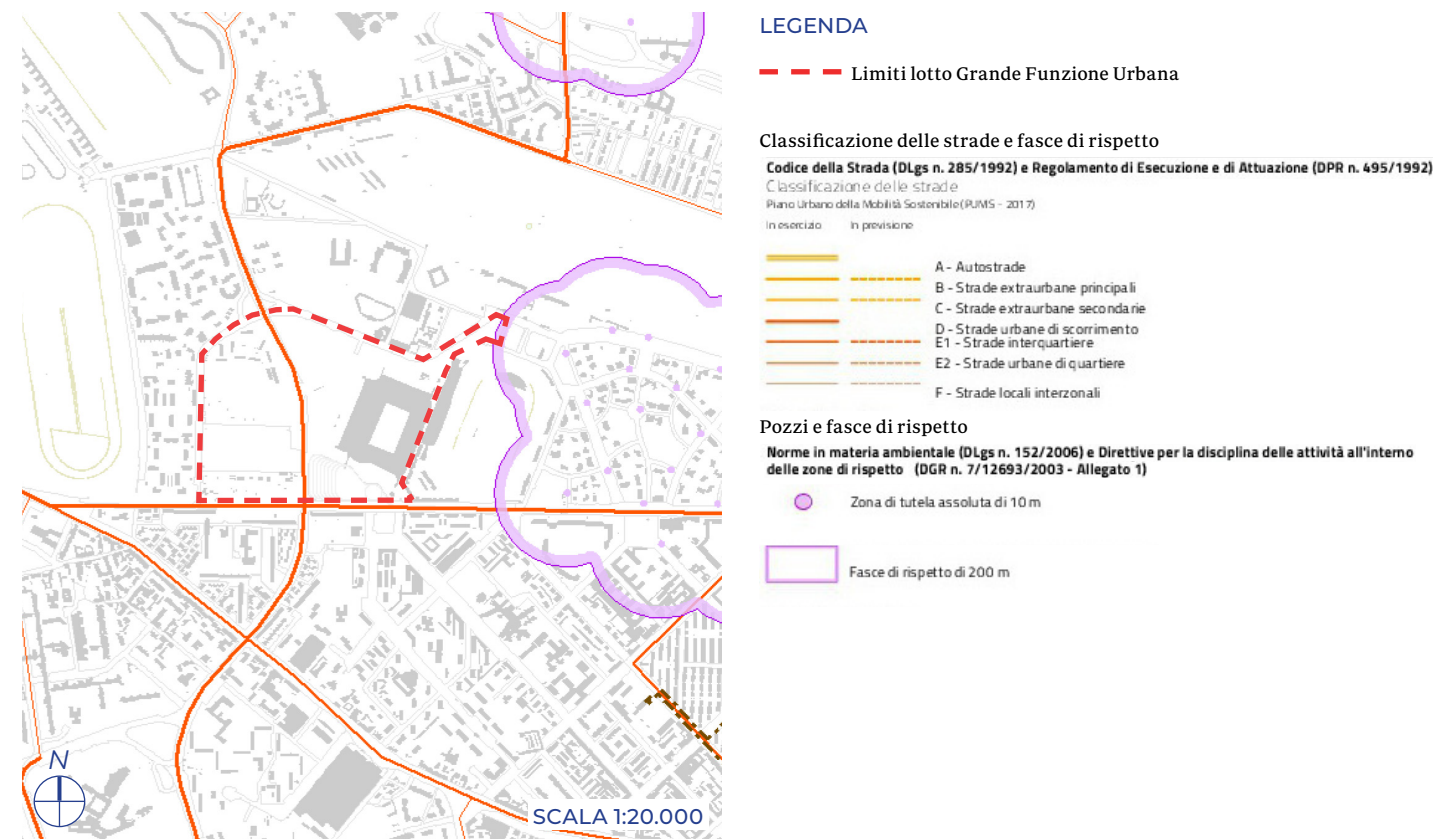 LEGENDA
Limiti lotto Grande Funzione Urbana
Classificazione delle strade e fasce di rispetto
Codice della Strada (DLgs n. 285/1992) e Regolamento di Esecuzione e di Attuazione (DPR n. 495/1992)
Classificazione delle strade
Piano Urbano della Mobilità Sostenibile (PUMS - 2017)
In esercizio In previsione
A - Autostrade
B - Strade extraurbane principali
C - Strade extraurbane secondarie
D - Strade urbane di scorrimento
E1 - Strade interquartiere
E2 - Strade urbane di quartiere
F - Strade locali interzonali
Pozzi e fasce di rispetto
Norme in materia ambientale (DLgs n. 152/2006) e Direttive per la disciplina delle attività all'interno
delle zone di rispetto (DGR n. 7/12693/2003 - Allegato 1)
Zona di tutela assoluta di 10 m
Fasce di rispetto di 200 m
N
SCALA 1:20.000